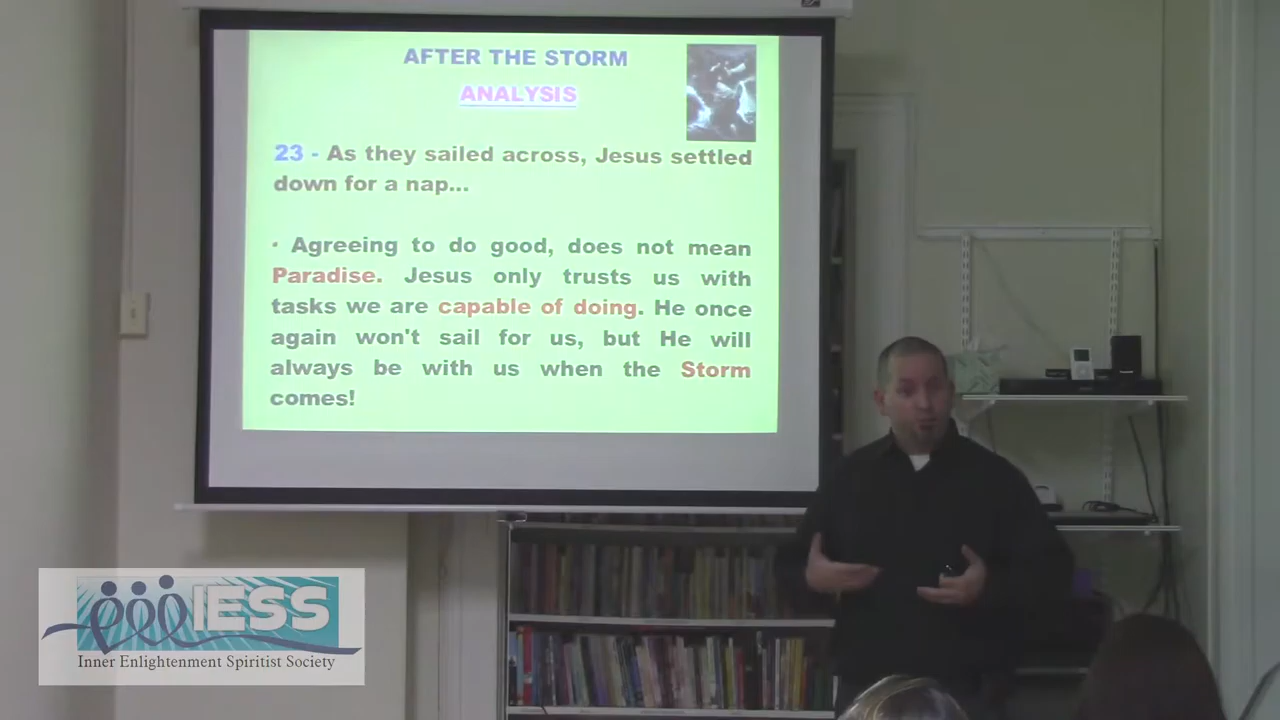 AFTER THE STORM
ANALYSIS
23 - As they sailed across, Jesus settled
down for a nap...
· Agreeing to do good, does not mean
Paradise. Jesus only trusts us with
tasks we are capable of doing. He once
again won't sail for us, but He will
always be with us when the Storm
comes!
IESS
Inner Enlightenment Spiritist Society